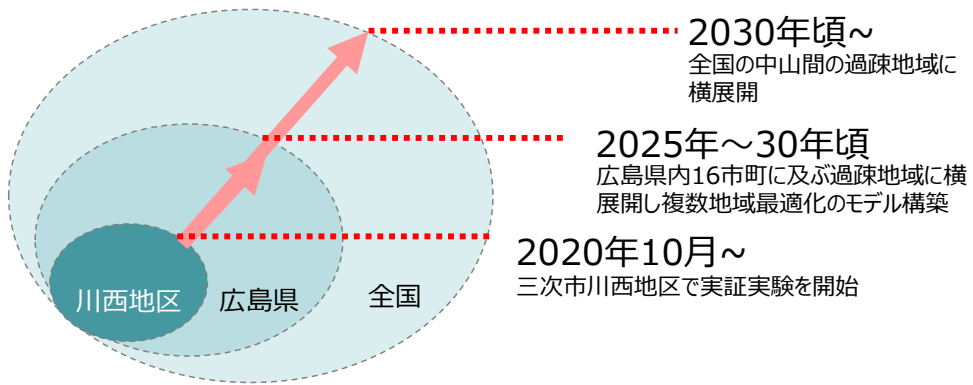 2030年頃~
全国の中山間の過疎地域に
横展開
2025年～30年頃
広島県内16市町に及ぶ過疎地域に横
展開し複数地域最適化のモデル構築
2020年10月~
三次市川西地区で実証実験を開始
川西地区
広島県
全国